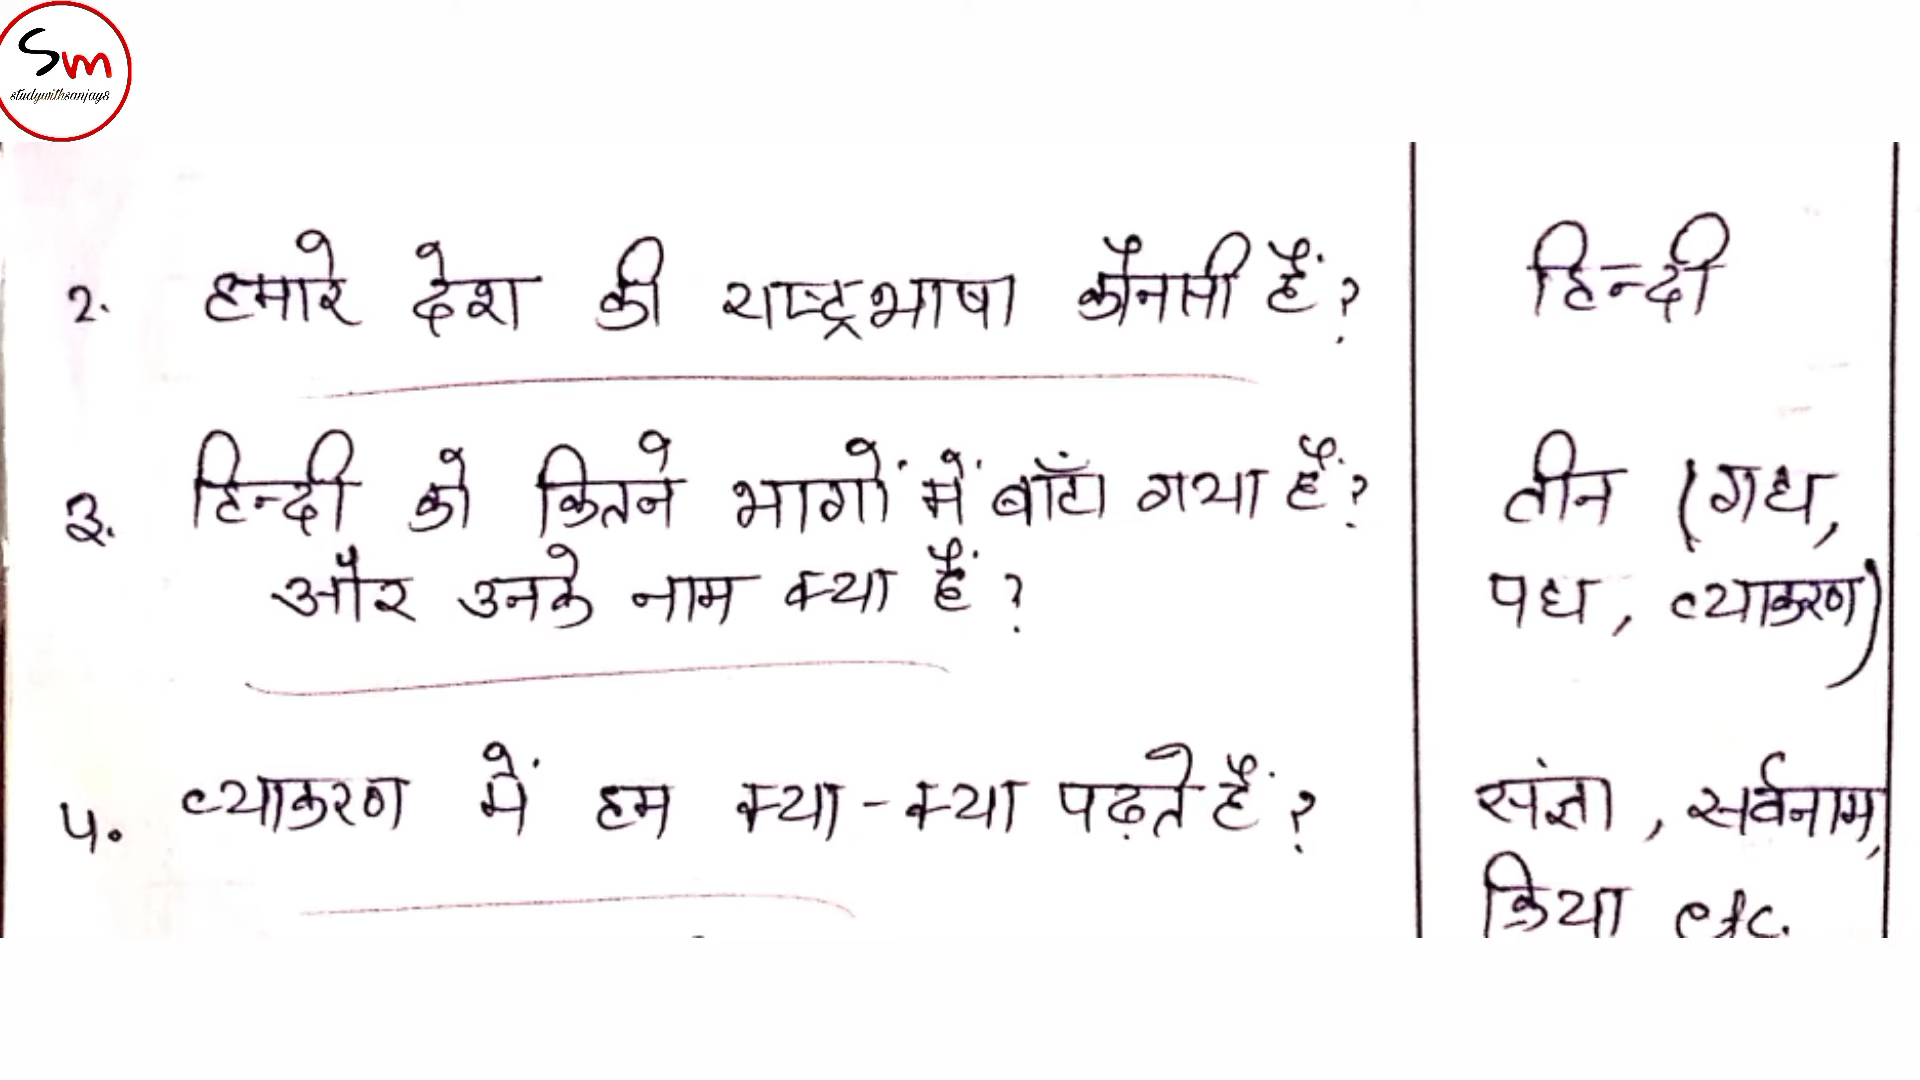 Sm
studywithsanjay8
2. हमारे देश की राष्ट्रभाषा कौनसी हैं? हिन्दी
3. हिन्दी को कितने भागों में बाँटा गया हैं? तीन (गद्य,
और उनके नाम क्या हैं? पद्य, व्याकरण)
4. व्याकरण में हम क्या-क्या पढ़ते हैं? संज्ञा, सर्वनाम,
क्रिया etc.